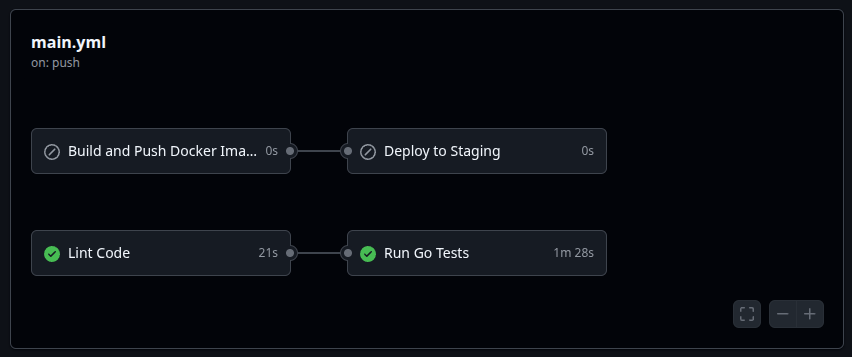 main.yml
on: push
Build and Push Docker Ima... 0s
Deploy to Staging 0s
Lint Code 21s
Run Go Tests 1m 28s